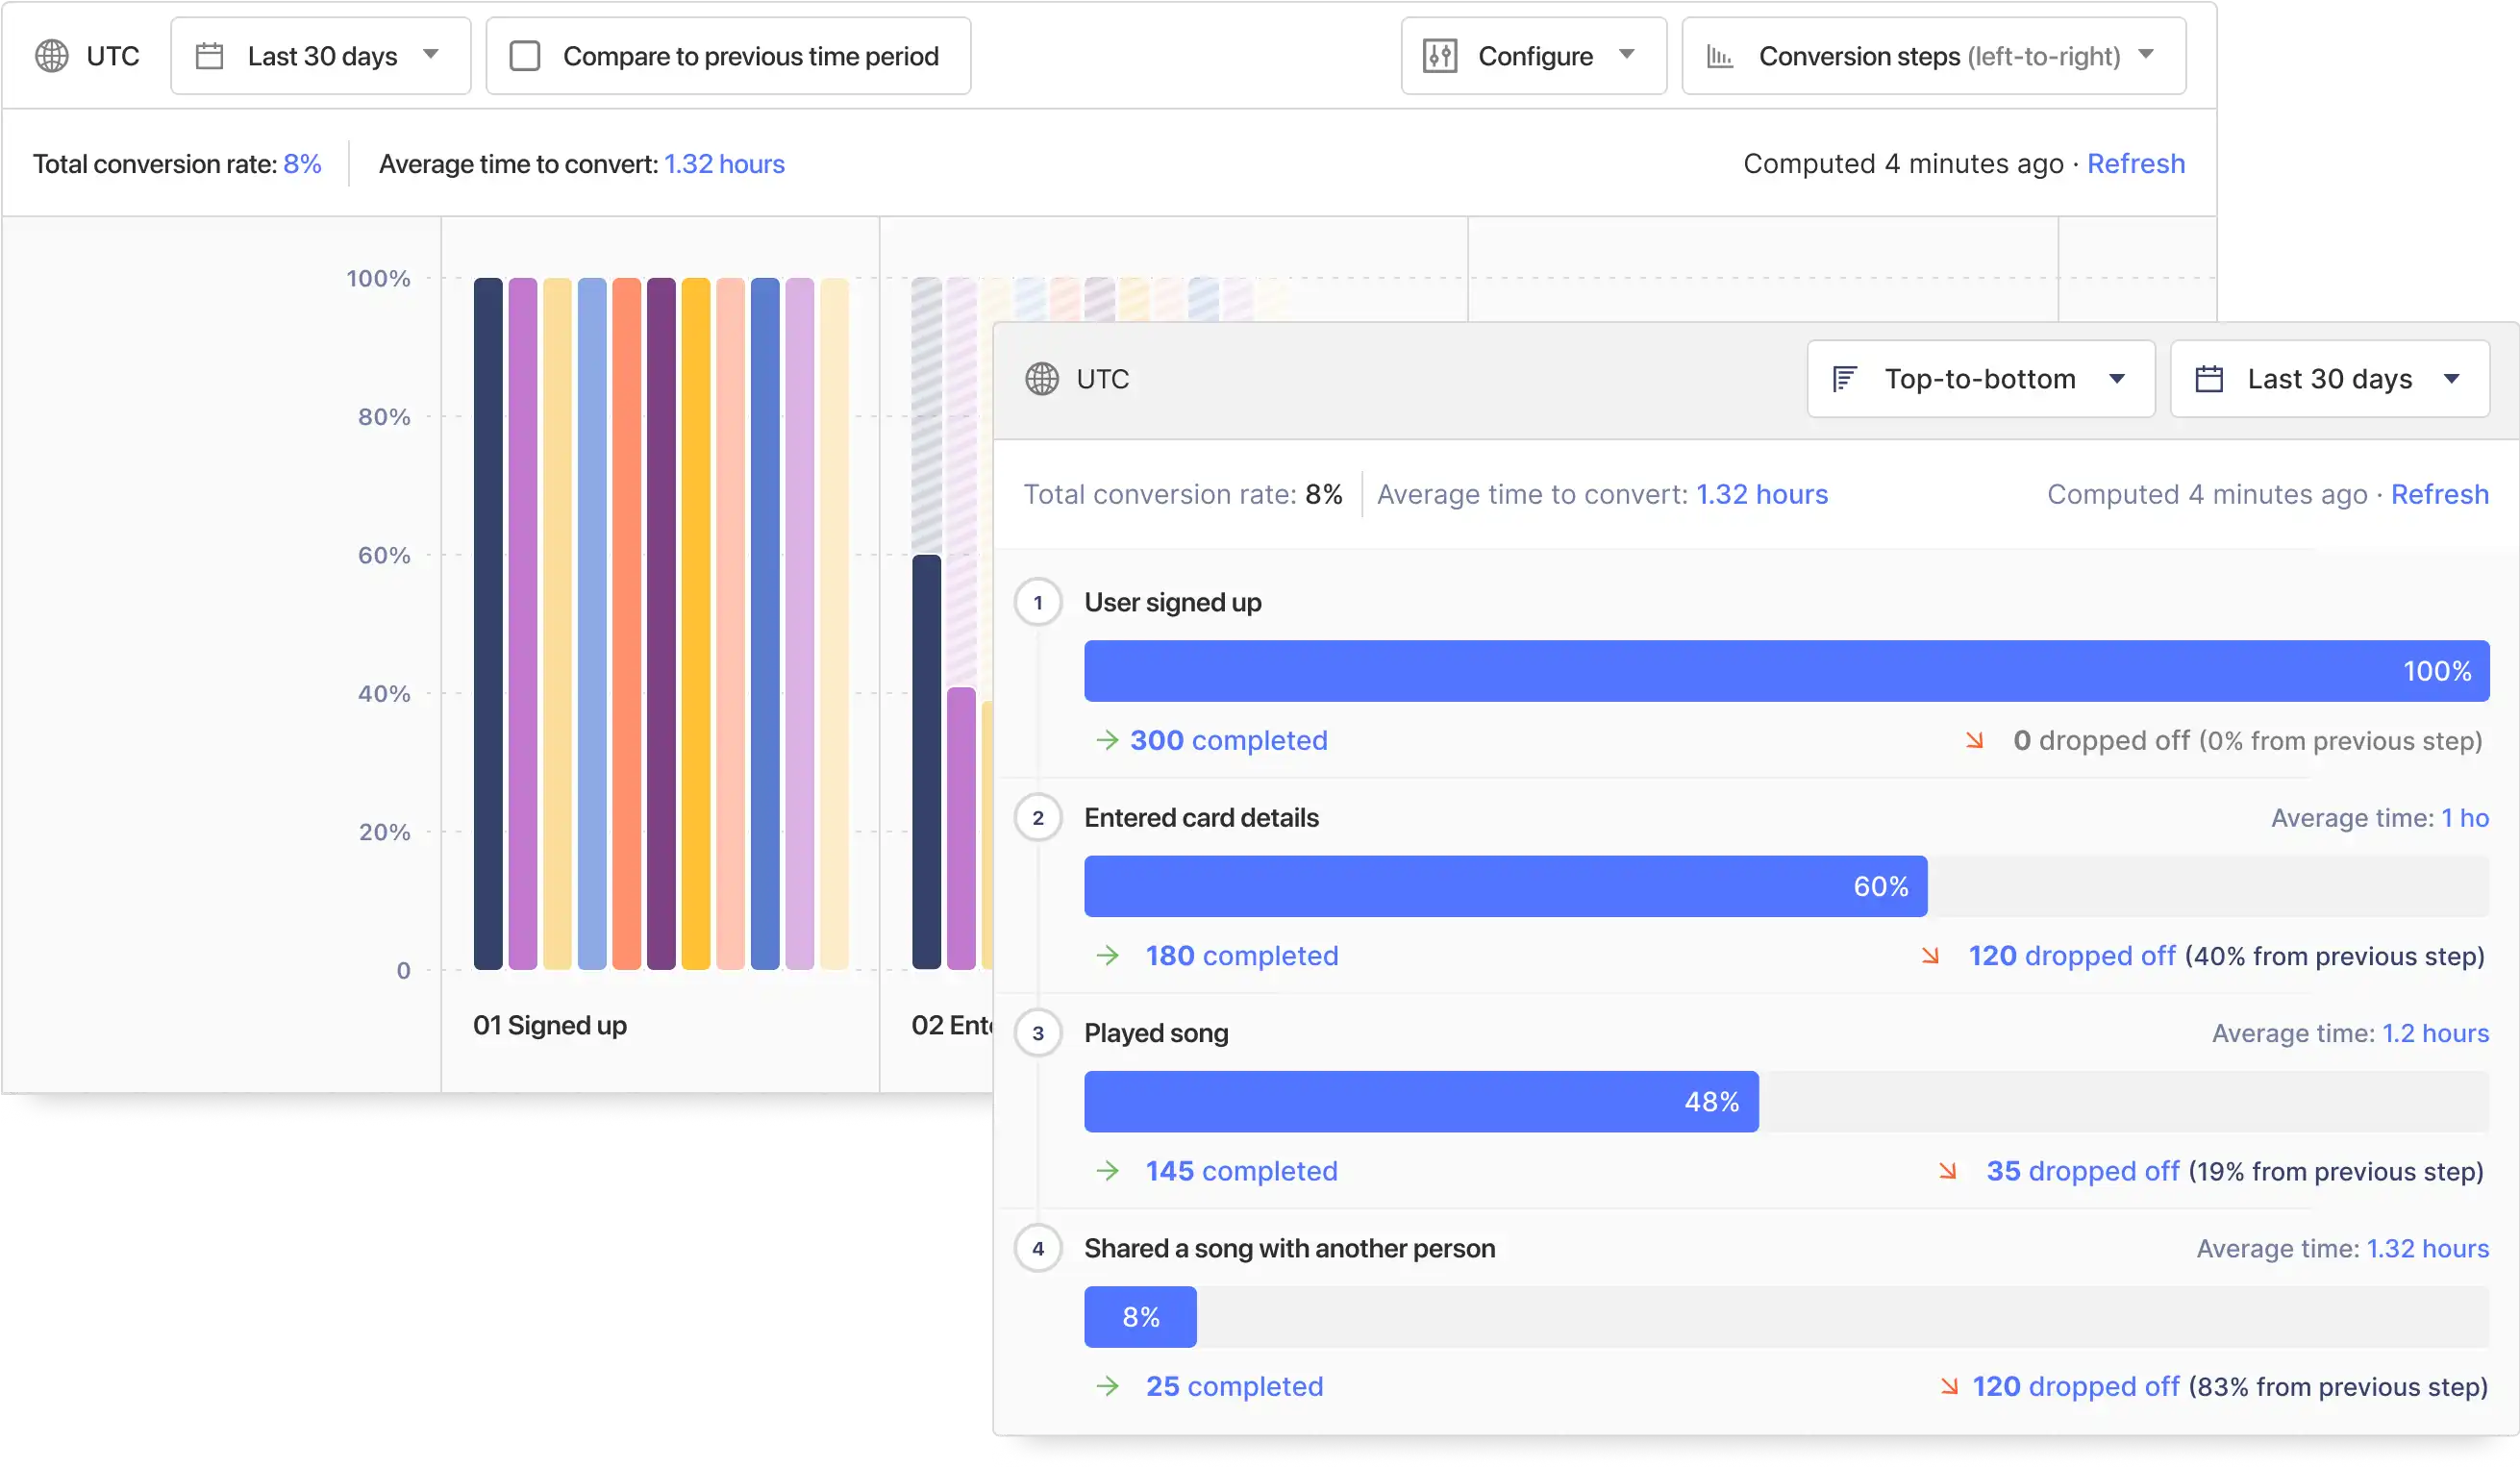 UTC
Last 30 days
Compare to previous time period
Configure
Conversion steps (left-to-right)
Total conversion rate: 8%
Average time to convert: 1.32 hours
Computed 4 minutes ago · Refresh
100%
80%
60%
40%
20%
0
01 Signed up
02 Ente
UTC
Top-to-bottom
Last 30 days
Total conversion rate: 8%
Average time to convert: 1.32 hours
Computed 4 minutes ago · Refresh
1
User signed up
100%
300 completed
0 dropped off (0% from previous step)
2
Entered card details
Average time: 1 ho
60%
180 completed
120 dropped off (40% from previous step)
3
Played song
Average time: 1.2 hours
48%
145 completed
35 dropped off (19% from previous step)
4
Shared a song with another person
Average time: 1.32 hours
8%
25 completed
120 dropped off (83% from previous step)